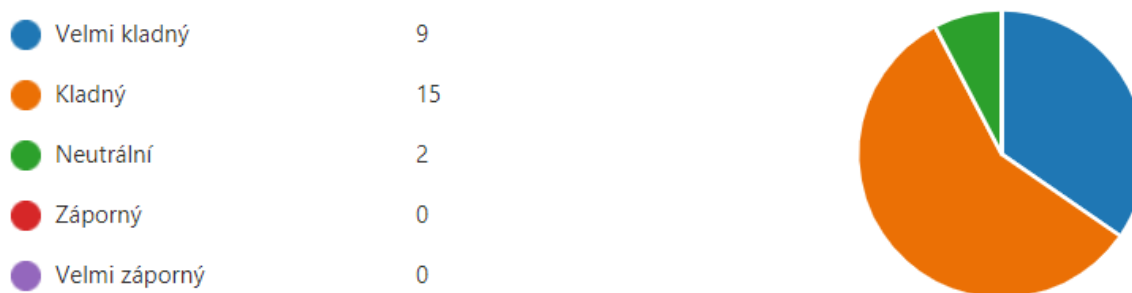 Velmi kladný 9
Kladný 15
Neutrální 2
Záporný 0
Velmi záporný 0